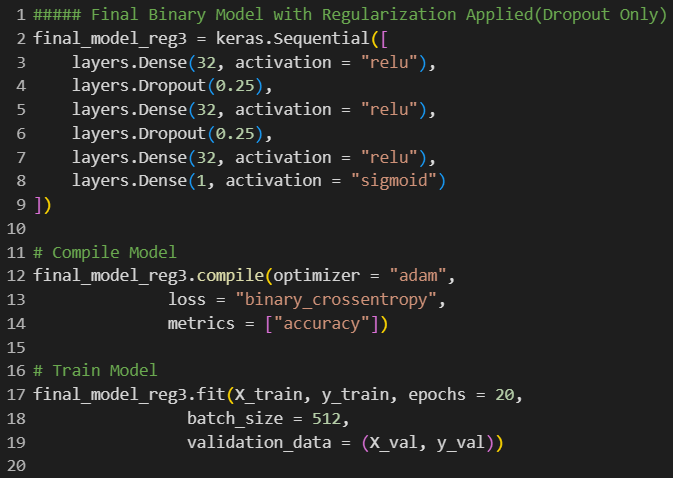 1 ##### Final Binary Model with Regularization Applied(Dropout Only)
2 final_model_reg3 = keras.Sequential([
3     layers.Dense(32, activation = "relu"),
4     layers.Dropout(0.25),
5     layers.Dense(32, activation = "relu"),
6     layers.Dropout(0.25),
7     layers.Dense(32, activation = "relu"),
8     layers.Dense(1, activation = "sigmoid")
9 ])
10
11 # Compile Model
12 final_model_reg3.compile(optimizer = "adam",
13               loss = "binary_crossentropy",
14               metrics = ["accuracy"])
15
16 # Train Model
17 final_model_reg3.fit(X_train, y_train, epochs = 20,
18                 batch_size = 512,
19                 validation_data = (X_val, y_val))
20